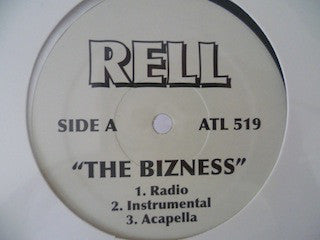 RELL
SIDE A ATL 519
"THE BIZNESS"
1. Radio
2. Instrumental
3. Acapella